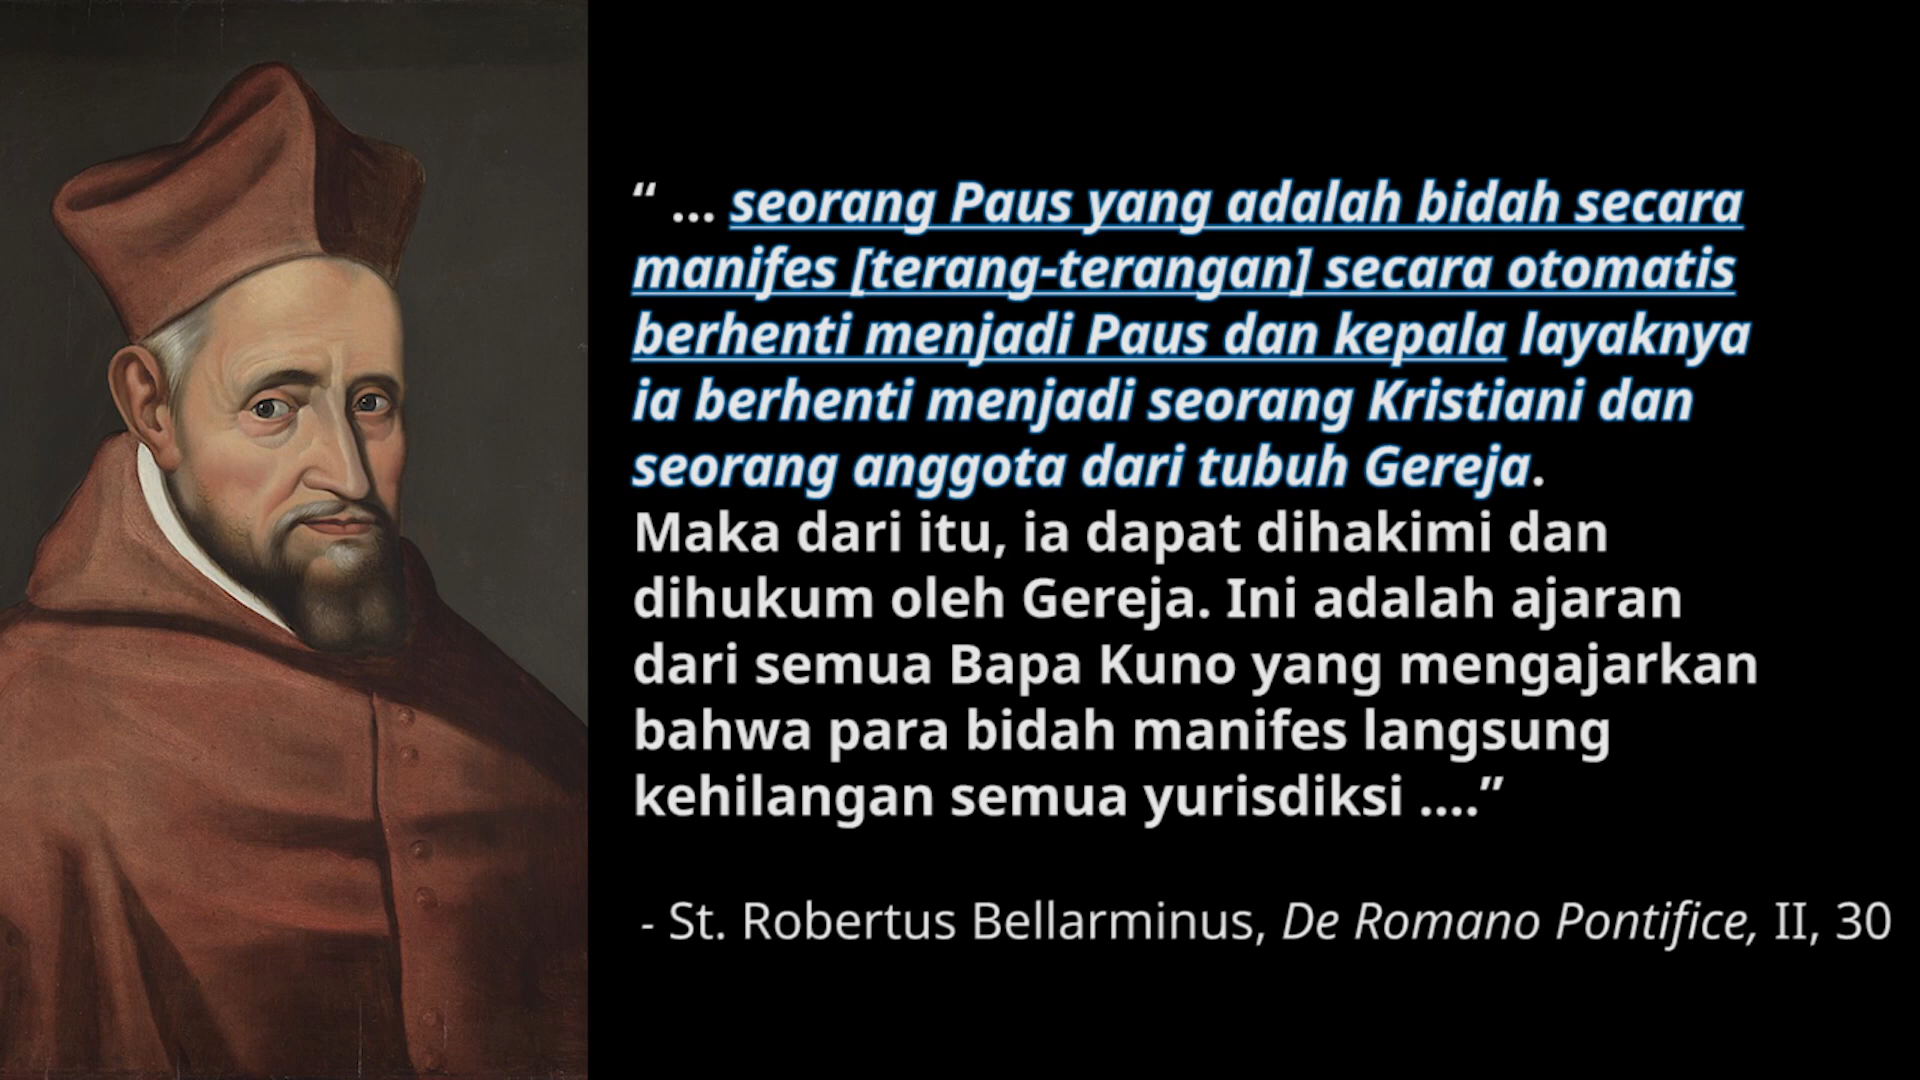 “ ... seorang Paus yang adalah bidah secara
manifes [terang-terangan] secara otomatis
berhenti menjadi Paus dan kepala layaknya
ia berhenti menjadi seorang Kristiani dan
seorang anggota dari tubuh Gereja.
Maka dari itu, ia dapat dihakimi dan
dihukum oleh Gereja. Ini adalah ajaran
dari semua Bapa Kuno yang mengajarkan
bahwa para bidah manifes langsung
kehilangan semua yurisdiksi ....”
- St. Robertus Bellarminus, De Romano Pontifice, II, 30